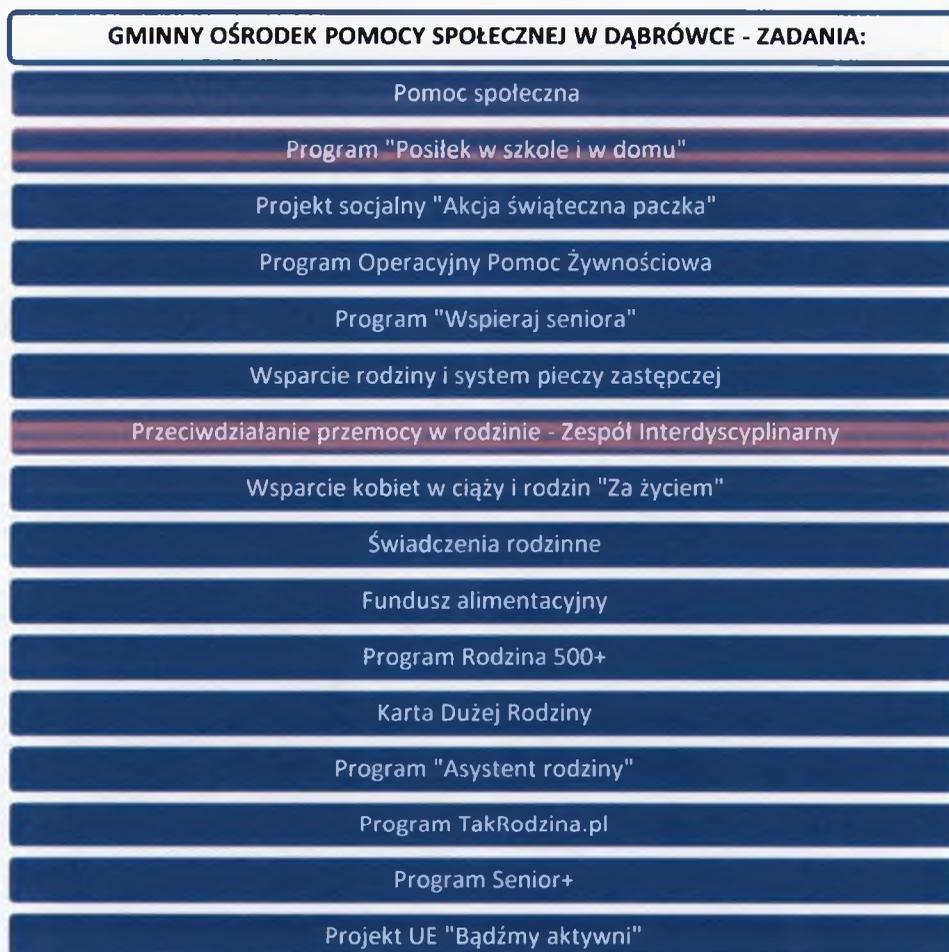 GMINNY OŚRODEK POMOCY SPOŁECZNEJ W DĄBRÓWCE - ZADANIA:
Pomoc społeczna
Program "Posiłek w szkole i w domu"
Projekt socjalny "Akcja świąteczna paczka"
Program Operacyjny Pomoc Żywnościowa
Program "Wspieraj seniora"
Wsparcie rodziny i system pieczy zastępczej
Przeciwdziałanie przemocy w rodzinie - Zespół Interdyscyplinarny
Wsparcie kobiet w ciąży i rodzin "Za życiem"
Świadczenia rodzinne
Fundusz alimentacyjny
Program Rodzina 500+
Karta Dużej Rodziny
Program "Asystent rodziny"
Program TakRodzina.pl
Program Senior+
Projekt UE "Bądźmy aktywni"